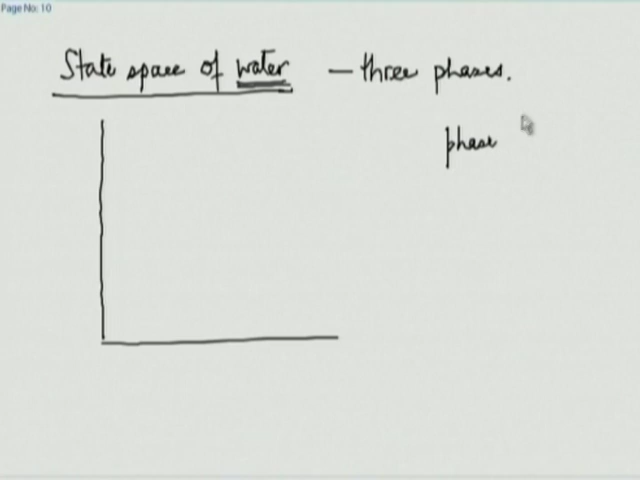 Page No: 10
State space of water – three phases.
phase